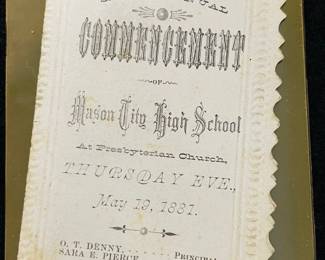 COMMENCEMENT
–OF–
Mason City High School
At Presbyterian Church,
THURSDAY EVE.,
May 19, 1881.
O. T. DENNY, . . . . . . Principal
SARA E. PIERCE